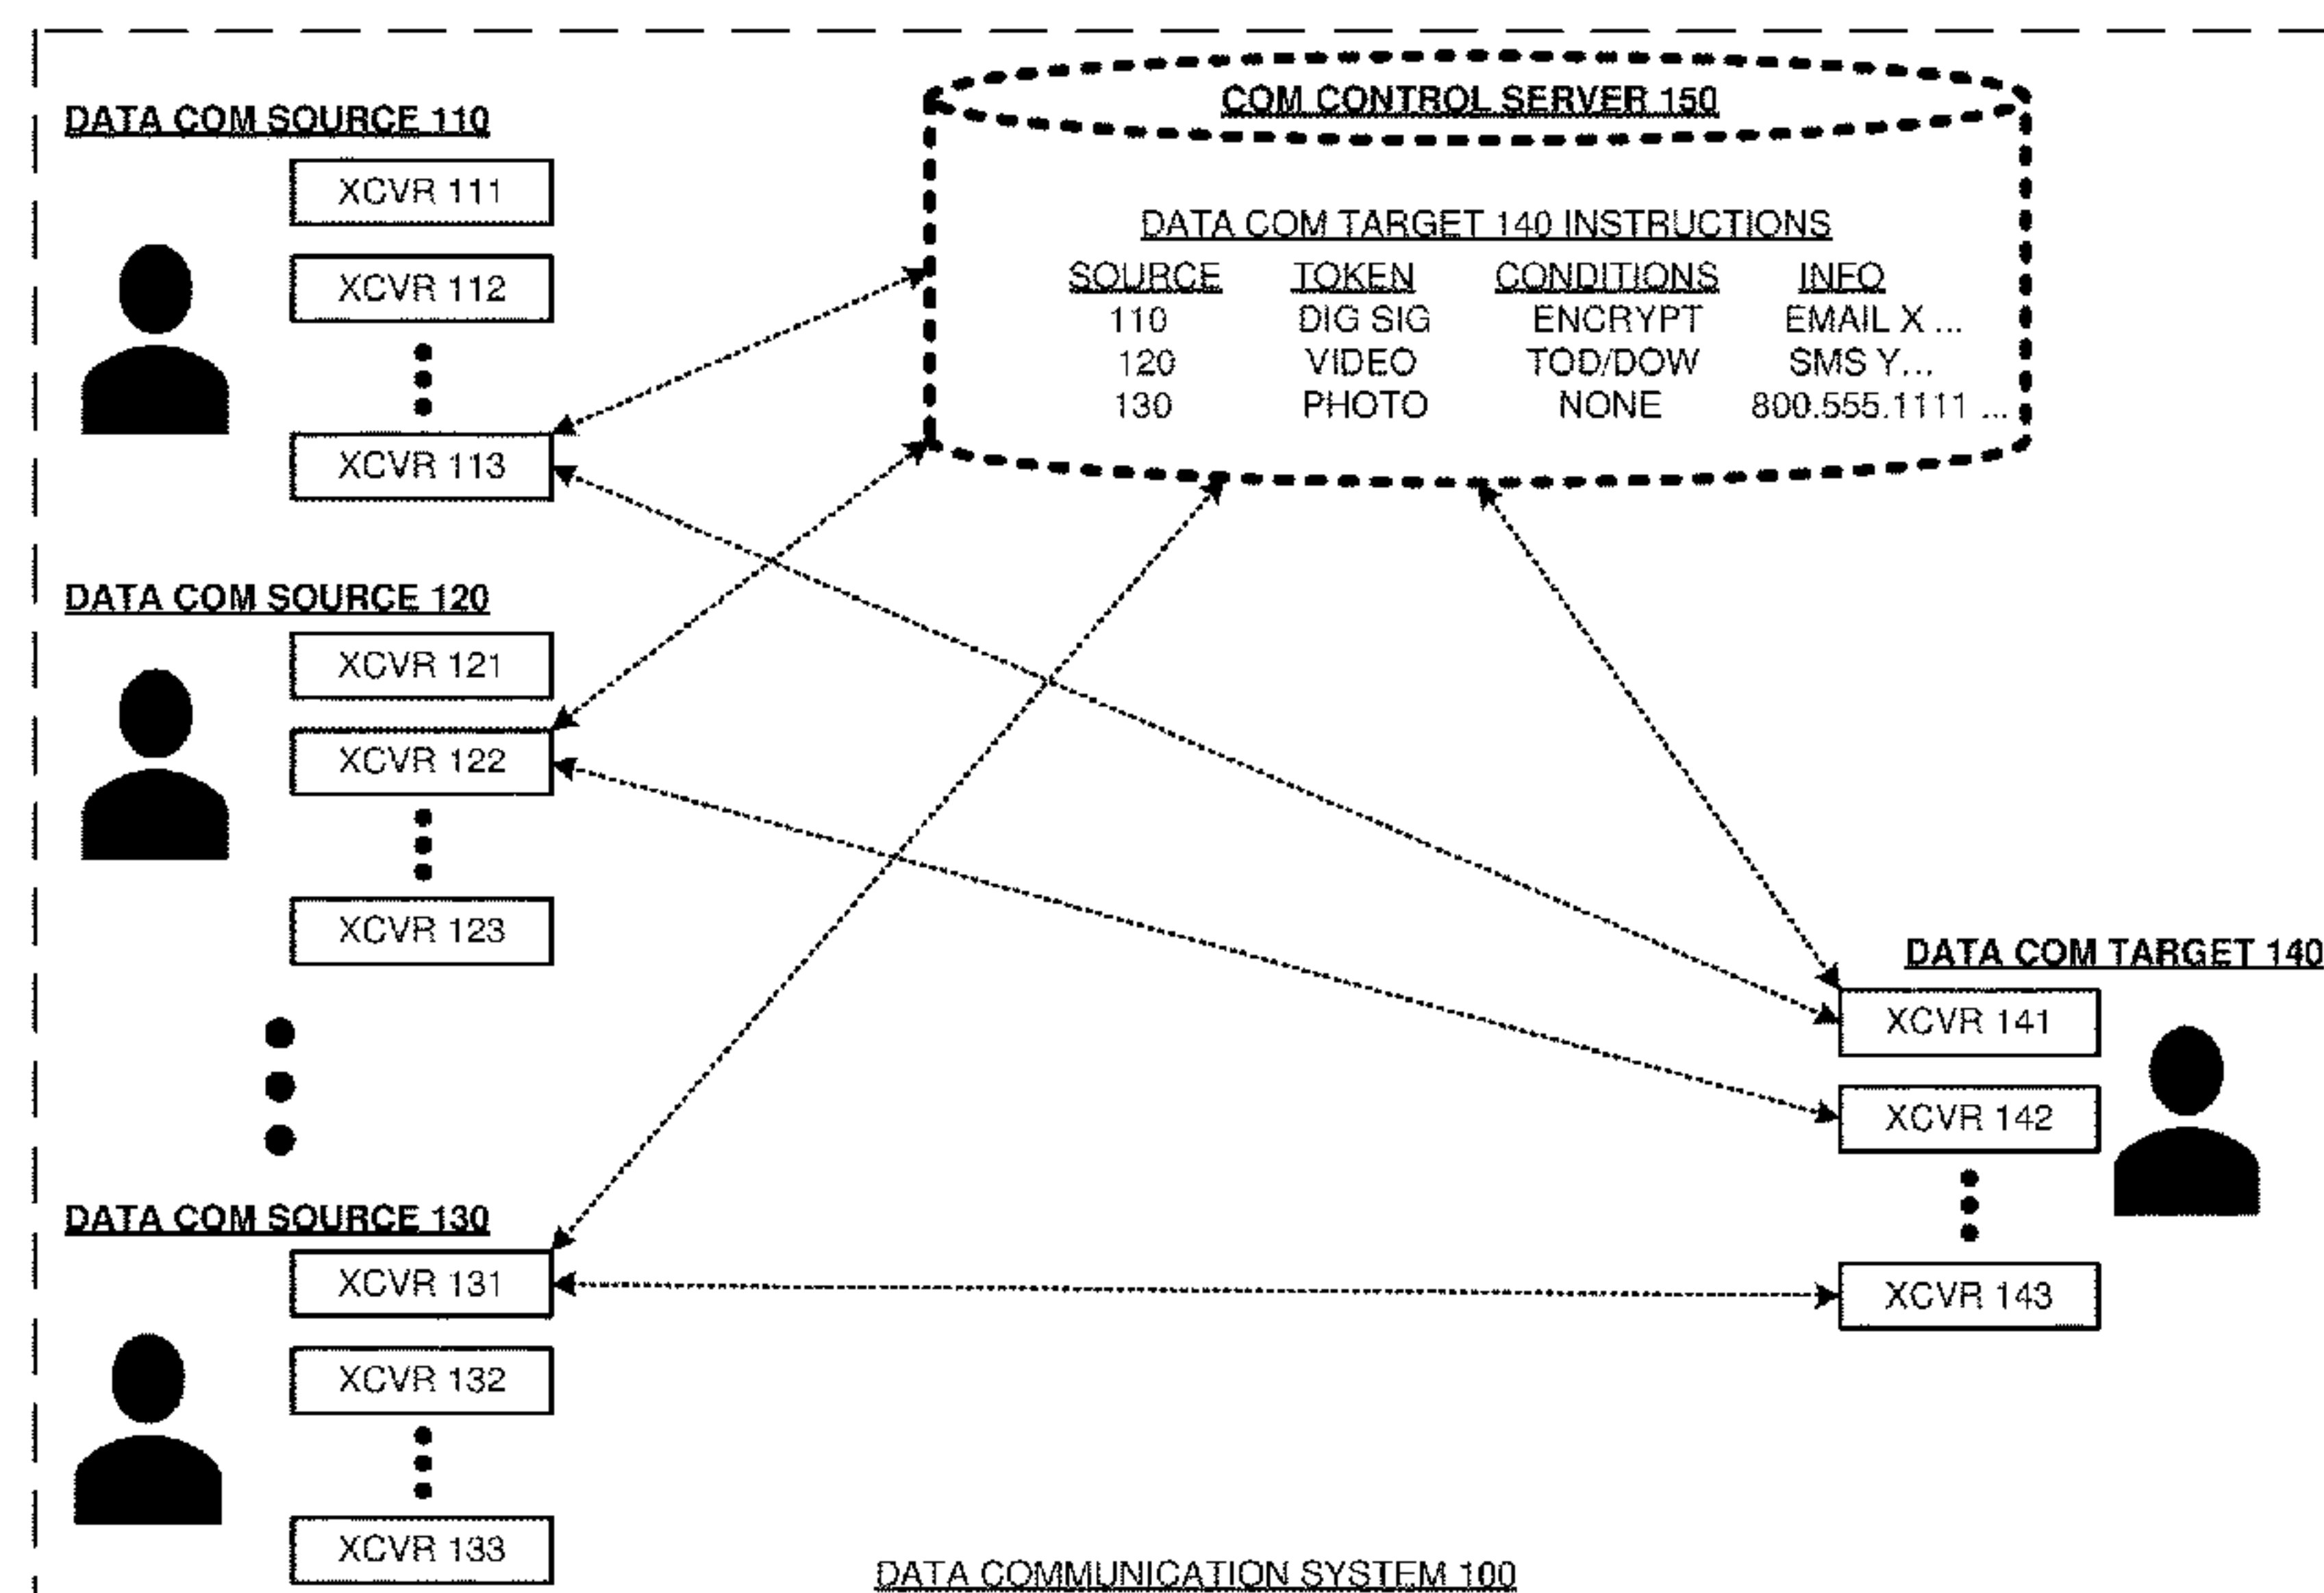 COM CONTROL SERVER 150
DATA COM SOURCE 110
XCVR 111
XCVR 112
XCVR 113
DATA COM TARGET 140 INSTRUCTIONS
SOURCE TOKEN CONDITIONS INFO
110 DIG SIG ENCRYPT EMAIL X ...
120 VIDEO TOD/DOW SMS Y...
130 PHOTO NONE 800.555.1111 ...
DATA COM SOURCE 120
XCVR 121
XCVR 122
XCVR 123
DATA COM TARGET 140
XCVR 141
XCVR 142
XCVR 143
DATA COM SOURCE 130
XCVR 131
XCVR 132
XCVR 133
DATA COMMUNICATION SYSTEM 100